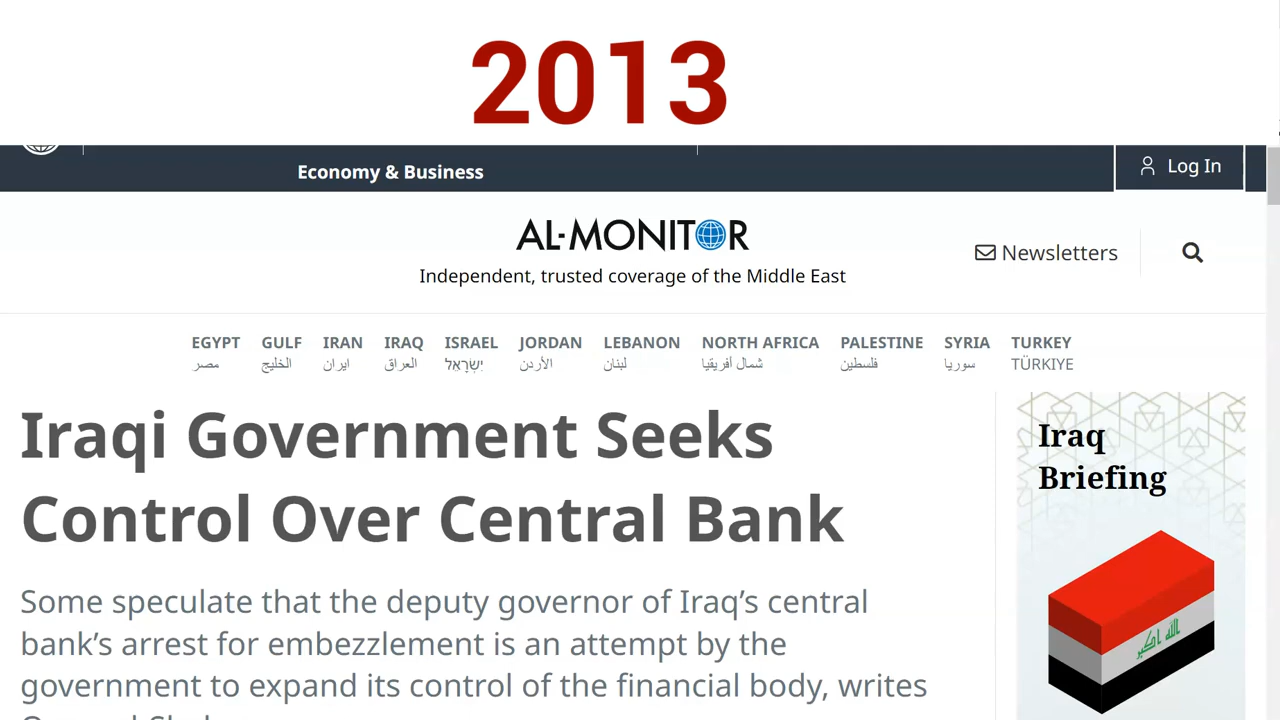 2013
Economy & Business
Log In
AL-MONITOR
Independent, trusted coverage of the Middle East
Newsletters
EGYPT GULF IRAN IRAQ ISRAEL JORDAN LEBANON NORTH AFRICA PALESTINE SYRIA TURKEY
مصر الخليج ايران العراق יִשְׂרָאֵל الأردن لبنان شمال أفريقيا فلسطين سوريا TÜRKIYE
Iraqi Government Seeks
Control Over Central Bank
Some speculate that the deputy governor of Iraq’s central
bank’s arrest for embezzlement is an attempt by the
government to expand its control of the financial body, writes
Iraq
Briefing
الله اكبر